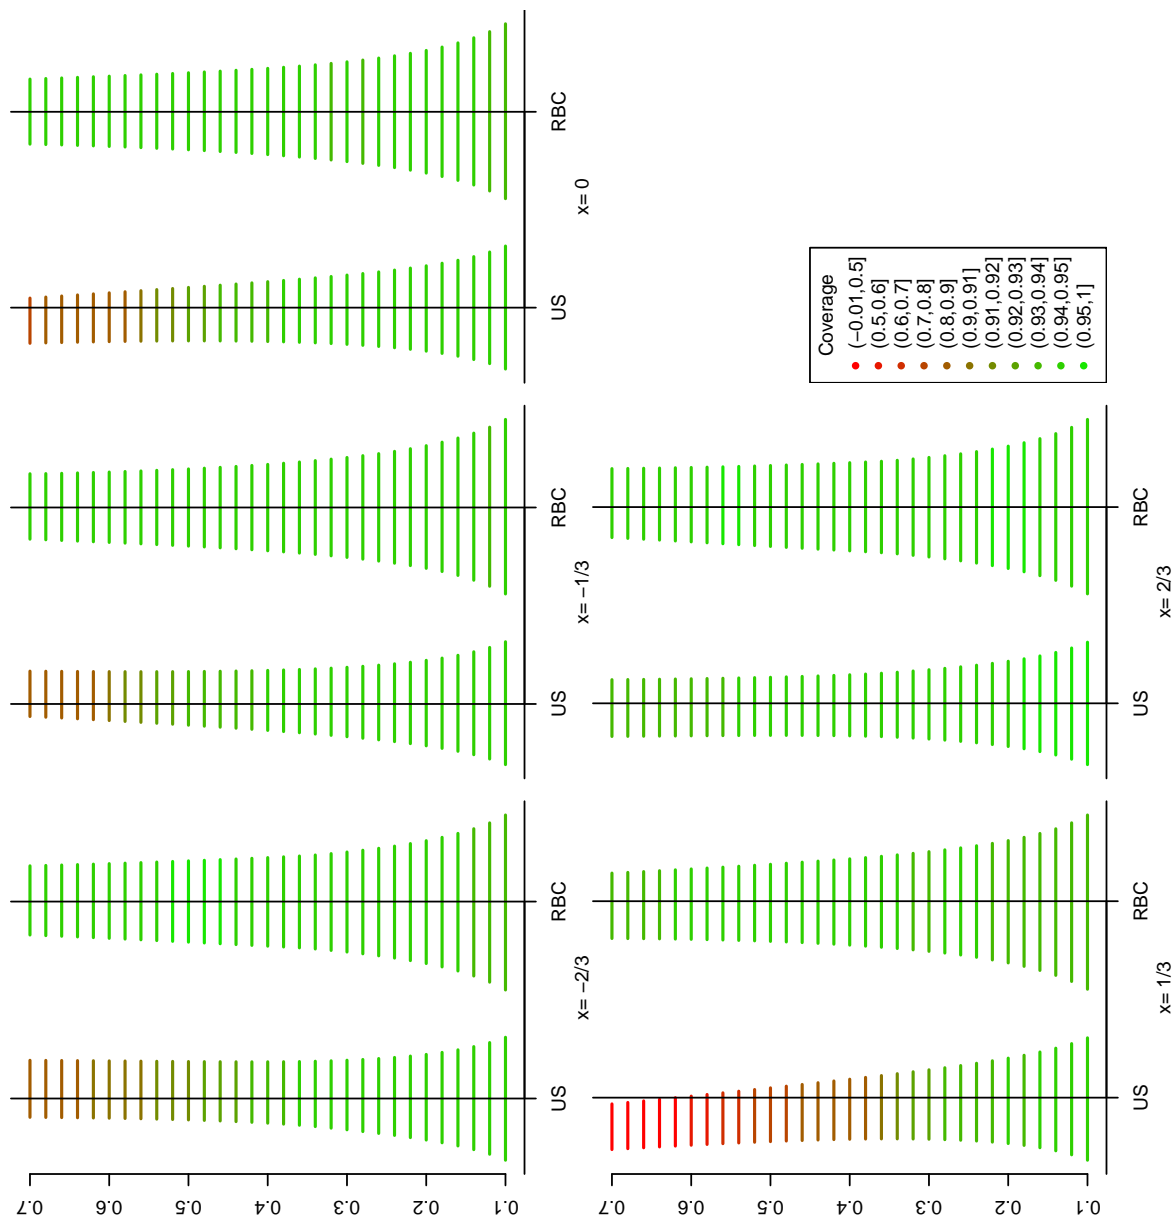 0.7
0.6
0.5
0.4
0.3
0.2
0.1
US RBC
x= −2/3
US RBC
x= −1/3
US RBC
x= 0
0.7
0.6
0.5
0.4
0.3
0.2
0.1
US RBC
x= 1/3
US RBC
x= 2/3
Coverage
(−0.01,0.5]
(0.5,0.6]
(0.6,0.7]
(0.7,0.8]
(0.8,0.9]
(0.9,0.91]
(0.91,0.92]
(0.92,0.93]
(0.93,0.94]
(0.94,0.95]
(0.95,1]